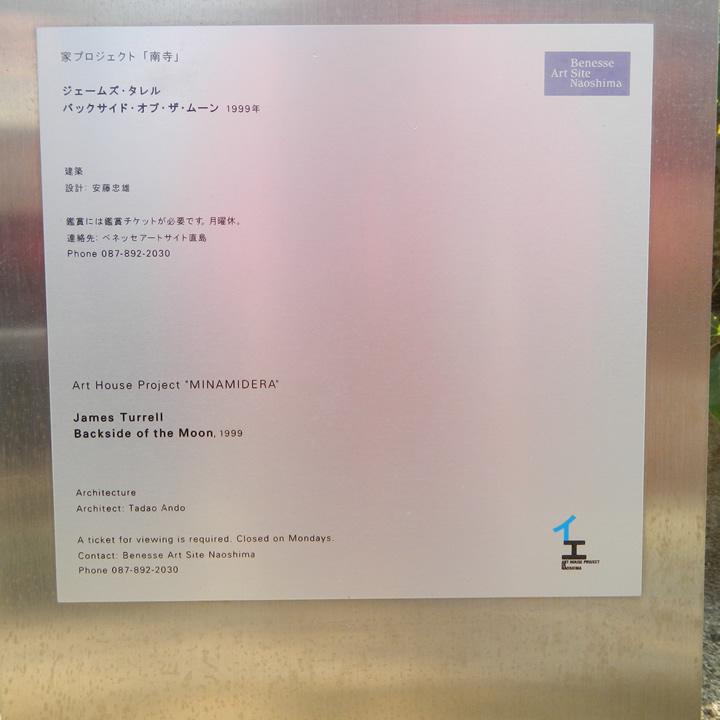 家プロジェクト「南寺」
Benesse
Art Site
Naoshima
ジェームズ・タレル
バックサイド・オブ・ザ・ムーン 1999年
建築
設計: 安藤忠雄
鑑賞には鑑賞チケットが必要です。月曜休。
連絡先: ベネッセアートサイト直島
Phone 087-892-2030
Art House Project "MINAMIDERA"
James Turrell
Backside of the Moon, 1999
Architecture
Architect: Tadao Ando
A ticket for viewing is required. Closed on Mondays.
Contact: Benesse Art Site Naoshima
Phone 087-892-2030
イエ
ART HOUSE PROJECT
IN
NAOSHIMA